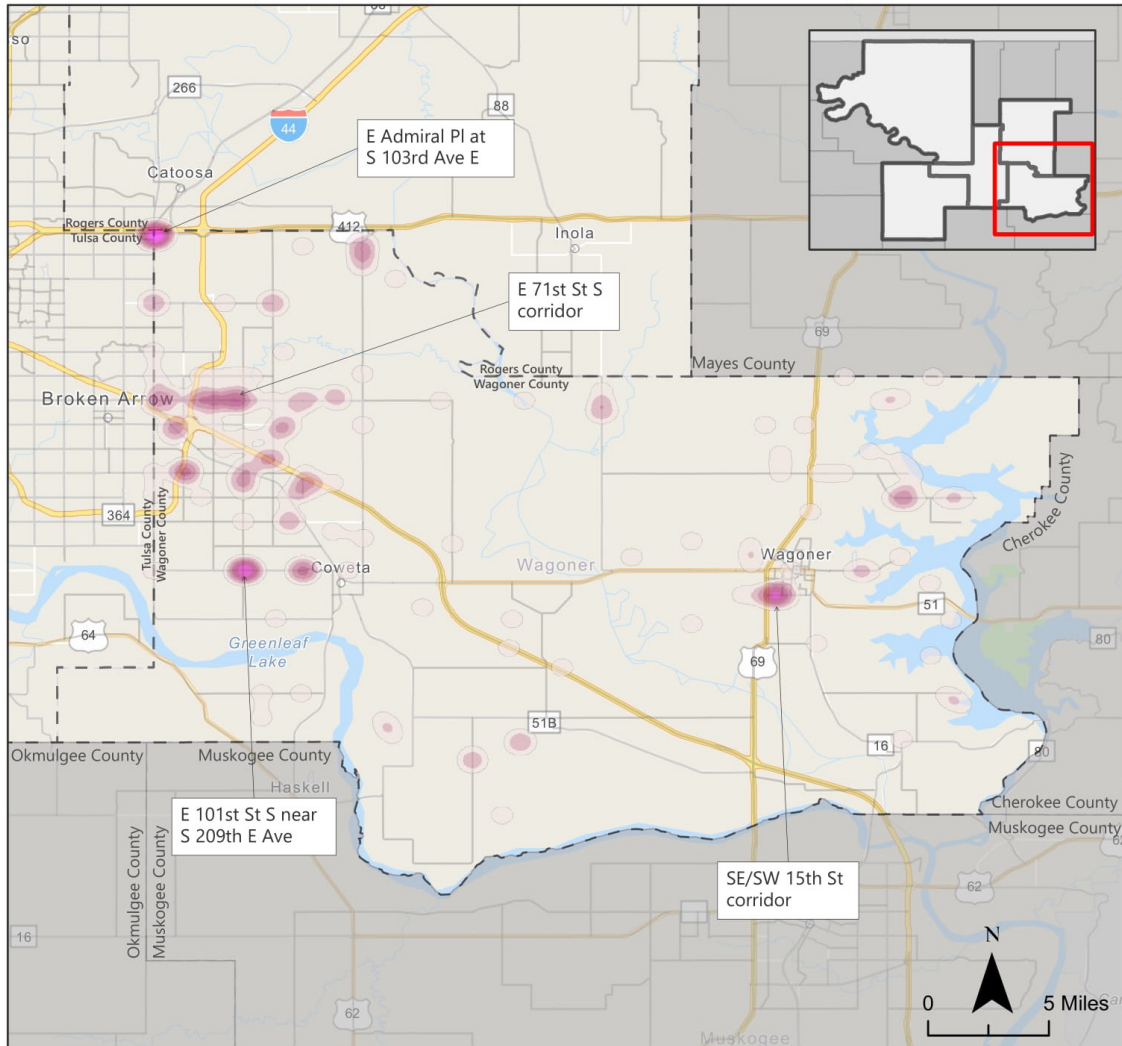 so
266
88
44
E Admiral Pl at
S 103rd Ave E
Catoosa
Rogers County
Tulsa County
412
Inola
E 71st St S
corridor
69
Rogers County
Wagoner County
Mayes County
Broken Arrow
364
Tulsa County
Wagoner County
Cherokee County
Coweta
Wagoner
Wagoner
51
80
64
Greenleaf
Lake
69
51B
16
80
Okmulgee County
Muskogee County
Haskell
Cherokee County
Muskogee County
E 101st St S near
S 209th E Ave
SE/SW 15th St
corridor
62
62
16
Okmulgee County
Muskogee County
62
Muskogee
N
0
5 Miles